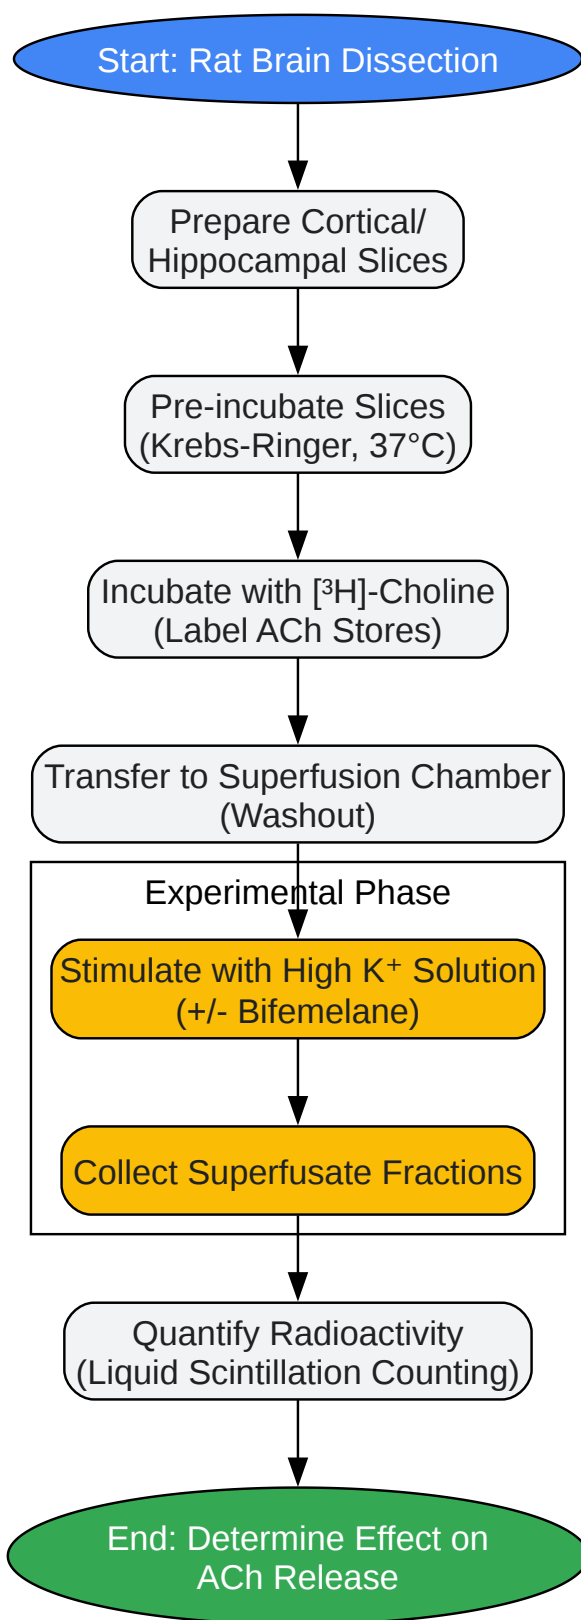 Start: Rat Brain Dissection
Prepare Cortical/
Hippocampal Slices
Pre-incubate Slices
(Krebs-Ringer, 37°C)
Incubate with [³H]-Choline
(Label ACh Stores)
Transfer to Superfusion Chamber
(Washout)
Experimental Phase
Stimulate with High K⁺ Solution
(+/- Bifemelane)
Collect Superfusate Fractions
Quantify Radioactivity
(Liquid Scintillation Counting)
End: Determine Effect on
ACh Release